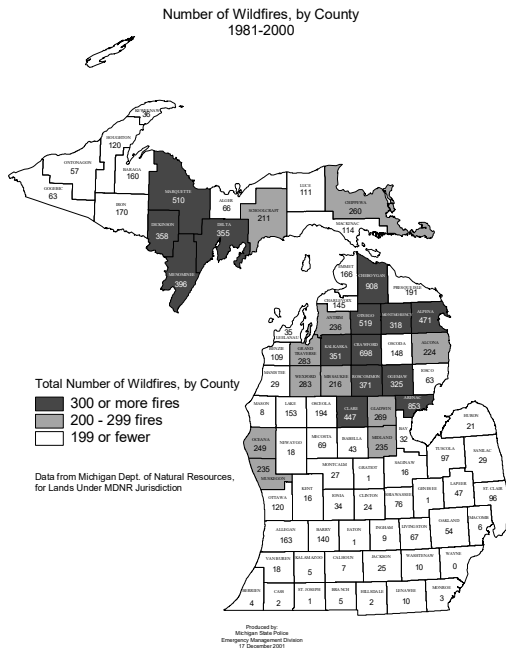 Number of Wildfires, by County
1981-2000
KEWEENAW
36
HOUGHTON
120
ONTONAGON
57
BARAGA
160
GOGEBIC
63
MARQUETTE
510
IRON
170
ALGER
66
LUCE
111
SCHOOLCRAFT
211
CHIPPEWA
260
MACKINAC
114
DICKINSON
358
DELTA
355
MENOMINEE
396
EMMET
166
CHEBOYGAN
908
PRESQUE ISLE
191
CHARLEVOIX
145
ANTRIM
236
OTSEGO
519
MONTMORENCY
318
ALPENA
471
35
LEELANAU
BENZIE
109
GRAND
TRAVERSE
283
KALKASKA
351
CRAWFORD
698
OSCODA
148
ALCONA
224
MANISTEE
29
WEXFORD
283
MISSAUKEE
216
ROSCOMMON
371
OGEMAW
325
IOSCO
63
ARENAC
853
MASON
8
LAKE
153
OSCEOLA
194
CLARE
447
GLADWIN
269
BAY
32
HURON
21
OCEANA
249
NEWAYGO
18
MECOSTA
69
ISABELLA
43
MIDLAND
235
TUSCOLA
97
SANILAC
29
235
MUSKEGON
MONTCALM
27
GRATIOT
1
SAGINAW
16
KENT
16
OTTAWA
120
IONIA
34
CLINTON
24
SHIAWASSEE
76
GENESEE
1
LAPEER
47
ST. CLAIR
96
ALLEGAN
163
BARRY
140
EATON
1
INGHAM
9
LIVINGSTON
67
OAKLAND
54
MACOMB
6
VAN BUREN
18
KALAMAZOO
5
CALHOUN
7
JACKSON
25
WASHTENAW
10
WAYNE
0
BERRIEN
4
CASS
2
ST. JOSEPH
1
BRANCH
5
HILLSDALE
2
LENAWEE
10
MONROE
3
Total Number of Wildfires, by County
300 or more fires
200 - 299 fires
199 or fewer
Data from Michigan Dept. of Natural Resources,
for Lands Under MDNR Jurisdiction
Produced by:
Michigan State Police
Emergency Management Division
17 December 2001